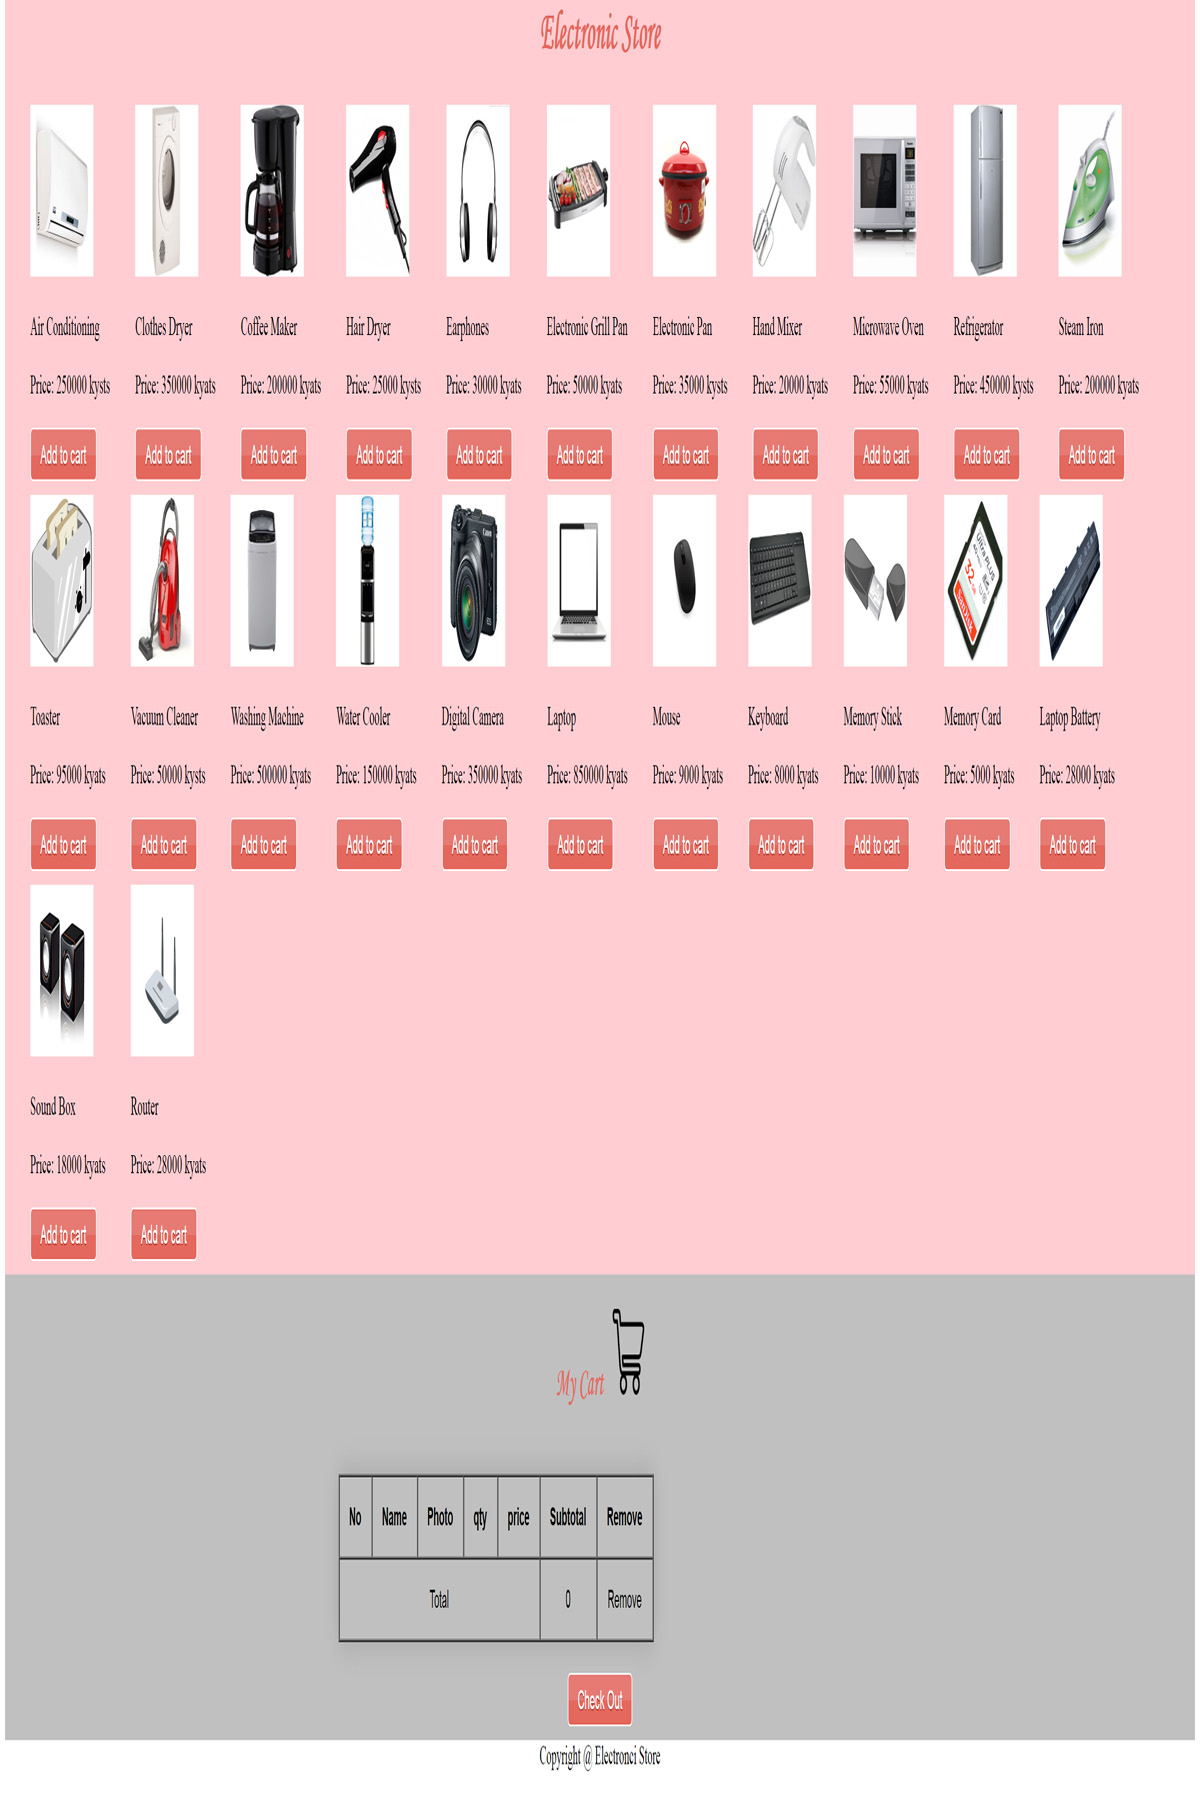 Electronic Store
Air Conditioning
Clothes Dryer
Coffee Maker
Hair Dryer
Earphones
Electronic Grill Pan
Electronic Pan
Hand Mixer
Microwave Oven
Refrigerator
Steam Iron
Price: 250000 kysts
Price: 350000 kyats
Price: 200000 kyats
Price: 25000 kysts
Price: 30000 kyats
Price: 50000 kyats
Price: 35000 kysts
Price: 20000 kyats
Price: 55000 kyats
Price: 450000 kysts
Price: 200000 kyats
Add to cart
Add to cart
Add to cart
Add to cart
Add to cart
Add to cart
Add to cart
Add to cart
Add to cart
Add to cart
Add to cart
Canon
EOS
Ultra PLUS
32
SanDisk
Toaster
Vacuum Cleaner
Washing Machine
Water Cooler
Digital Camera
Laptop
Mouse
Keyboard
Memory Stick
Memory Card
Laptop Battery
Price: 95000 kyats
Price: 50000 kysts
Price: 500000 kyats
Price: 150000 kyats
Price: 350000 kyats
Price: 850000 kyats
Price: 9000 kyats
Price: 8000 kyats
Price: 10000 kyats
Price: 5000 kyats
Price: 28000 kyats
Add to cart
Add to cart
Add to cart
Add to cart
Add to cart
Add to cart
Add to cart
Add to cart
Add to cart
Add to cart
Add to cart
Sound Box
Router
Price: 18000 kyats
Price: 28000 kyats
Add to cart
Add to cart
My Cart
No Name Photo qty price Subtotal Remove
Total 0 Remove
Check Out
Copyright @ Electronci Store